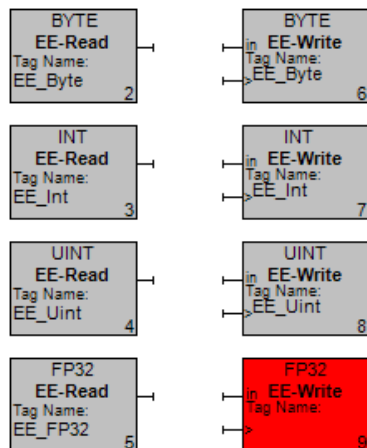 BYTE
EE-Read
Tag Name:
EE_Byte
2
BYTE
in EE-Write
Tag Name:
>EE_Byte
6
INT
EE-Read
Tag Name:
EE_Int
3
INT
in EE-Write
Tag Name:
>EE_Int
7
UINT
EE-Read
Tag Name:
EE_Uint
4
UINT
in EE-Write
Tag Name:
>EE_Uint
8
FP32
EE-Read
Tag Name:
EE_FP32
5
FP32
in EE-Write
>
9